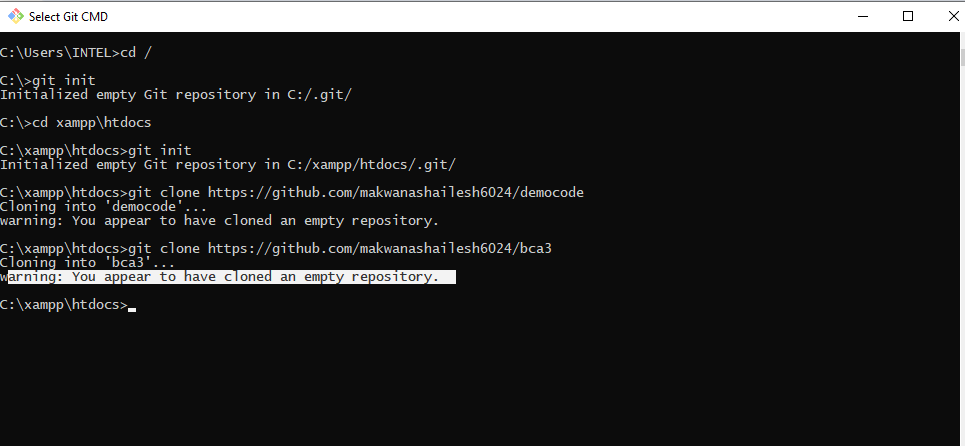 Select Git CMD
C:\Users\INTEL>cd /
C:\>git init
Initialized empty Git repository in C:/.git/
C:\>cd xampp\htdocs
C:\xampp\htdocs>git init
Initialized empty Git repository in C:/xampp/htdocs/.git/
C:\xampp\htdocs>git clone https://github.com/makwanashailesh6024/democode
Cloning into 'democode'...
warning: You appear to have cloned an empty repository.
C:\xampp\htdocs>git clone https://github.com/makwanashailesh6024/bca3
Cloning into 'bca3'...
warning: You appear to have cloned an empty repository.
C:\xampp\htdocs>